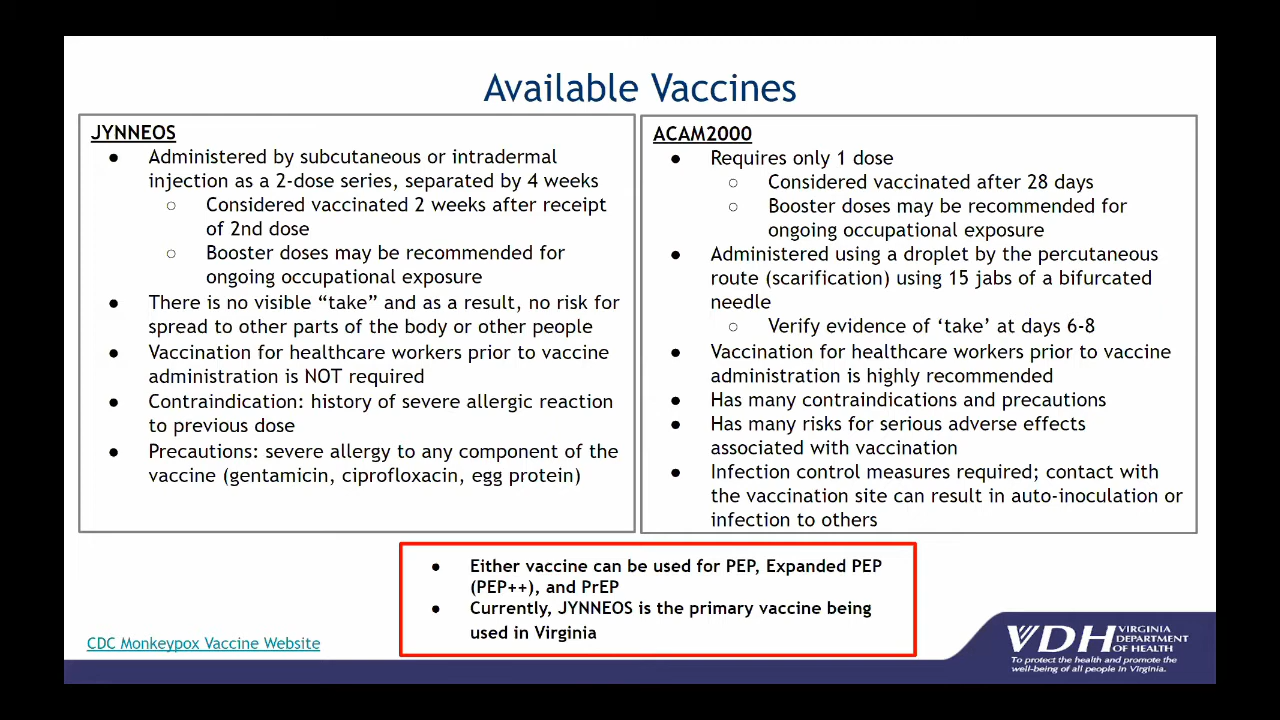 Available Vaccines
JYNNEOS
● Administered by subcutaneous or intradermal
injection as a 2-dose series, separated by 4 weeks
○ Considered vaccinated 2 weeks after receipt
of 2nd dose
○ Booster doses may be recommended for
ongoing occupational exposure
● There is no visible “take” and as a result, no risk for
spread to other parts of the body or other people
● Vaccination for healthcare workers prior to vaccine
administration is NOT required
● Contraindication: history of severe allergic reaction
to previous dose
● Precautions: severe allergy to any component of the
vaccine (gentamicin, ciprofloxacin, egg protein)
ACAM2000
● Requires only 1 dose
○ Considered vaccinated after 28 days
○ Booster doses may be recommended for
ongoing occupational exposure
● Administered using a droplet by the percutaneous
route (scarification) using 15 jabs of a bifurcated
needle
○ Verify evidence of ‘take’ at days 6-8
● Vaccination for healthcare workers prior to vaccine
administration is highly recommended
● Has many contraindications and precautions
● Has many risks for serious adverse effects
associated with vaccination
● Infection control measures required; contact with
the vaccination site can result in auto-inoculation or
infection to others
● Either vaccine can be used for PEP, Expanded PEP
(PEP++), and PrEP
● Currently, JYNNEOS is the primary vaccine being
used in Virginia
CDC Monkeypox Vaccine Website
VDH VIRGINIA
DEPARTMENT
OF HEALTH
To protect the health and promote the
well-being of all people in Virginia.